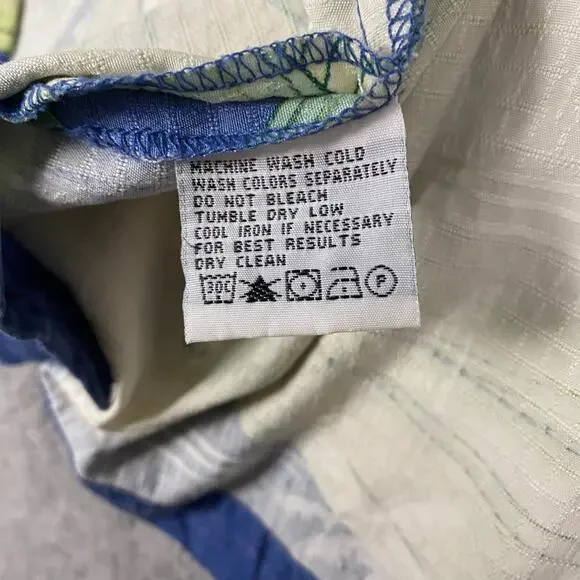 MACHINE WASH COLD
WASH COLORS SEPARATELY
DO NOT BLEACH
TUMBLE DRY LOW
COOL IRON IF NECESSARY
FOR BEST RESULTS
DRY CLEAN
30C P